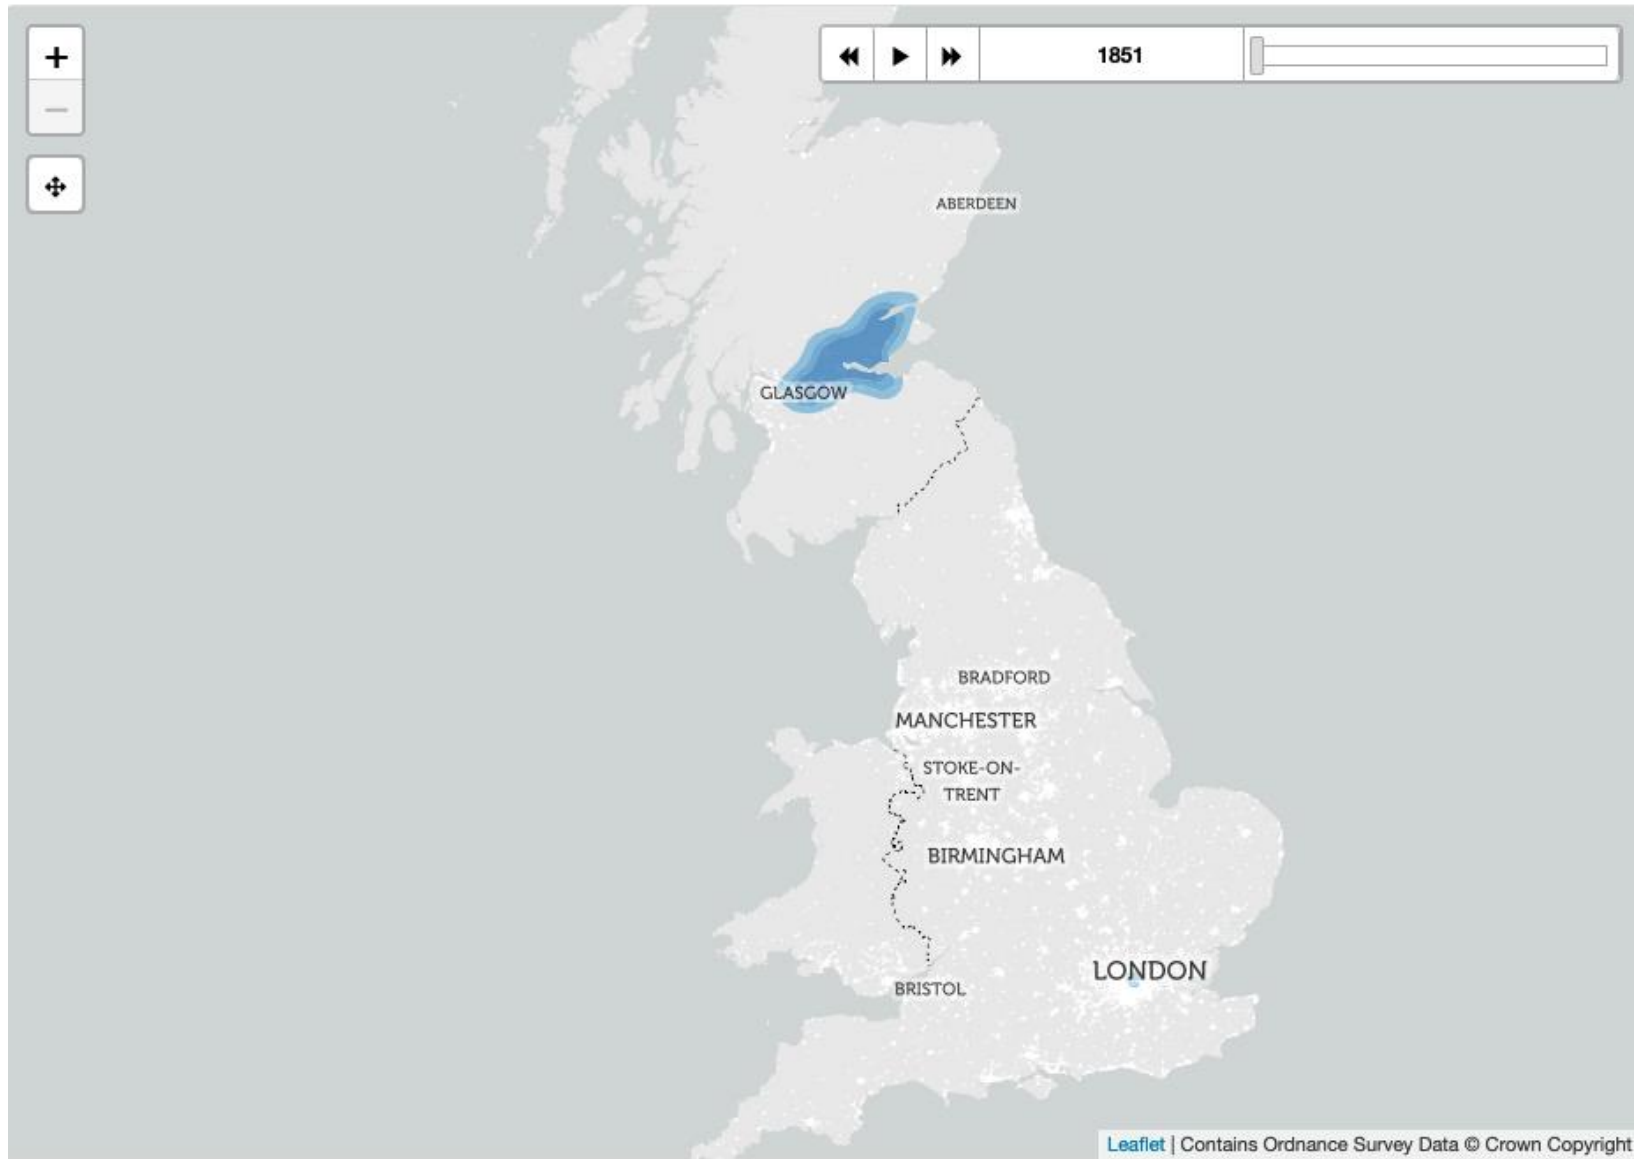 +
1851
−
ABERDEEN
GLASGOW
BRADFORD
MANCHESTER
STOKE-ON-
TRENT
BIRMINGHAM
LONDON
BRISTOL
Leaflet | Contains Ordnance Survey Data © Crown Copyright